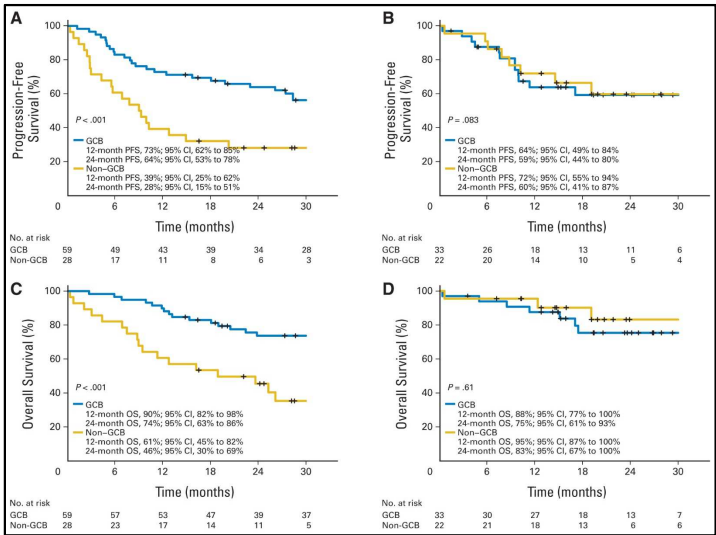 A
Progression-Free
Survival (%)
100
80
60
40
20
P < .001
GCB
12-month PFS, 73%; 95% CI, 62% to 85%
24-month PFS, 64%; 95% CI, 53% to 78%
Non–GCB
12-month PFS, 39%; 95% CI, 25% to 62%
24-month PFS, 28%; 95% CI, 15% to 51%
0 6 12 18 24 30
Time (months)
No. at risk
GCB 59 49 43 39 34 28
Non-GCB 28 17 11 8 6 3
B
Progression-Free
Survival (%)
100
80
60
40
20
P = .083
GCB
12-month PFS, 64%; 95% CI, 49% to 84%
24-month PFS, 59%; 95% CI, 44% to 80%
Non–GCB
12-month PFS, 72%; 95% CI, 55% to 94%
24-month PFS, 60%; 95% CI, 41% to 87%
0 6 12 18 24 30
Time (months)
No. at risk
GCB 33 26 18 13 11 6
Non-GCB 22 20 14 10 5 4
C
Overall Survival (%)
100
80
60
40
20
P < .001
GCB
12-month OS, 90%; 95% CI, 82% to 98%
24-month OS, 74%; 95% CI, 63% to 86%
Non–GCB
12-month OS, 61%; 95% CI, 45% to 82%
24-month OS, 46%; 95% CI, 30% to 69%
0 6 12 18 24 30
Time (months)
No. at risk
GCB 59 57 53 47 39 37
Non-GCB 28 23 17 14 11 5
D
Overall Survival (%)
100
80
60
40
20
P = .61
GCB
12-month OS, 88%; 95% CI, 77% to 100%
24-month OS, 75%; 95% CI, 61% to 93%
Non–GCB
12-month OS, 95%; 95% CI, 87% to 100%
24-month OS, 83%; 95% CI, 67% to 100%
0 6 12 18 24 30
Time (months)
No. at risk
GCB 33 30 27 18 13 7
Non-GCB 22 21 18 13 6 6